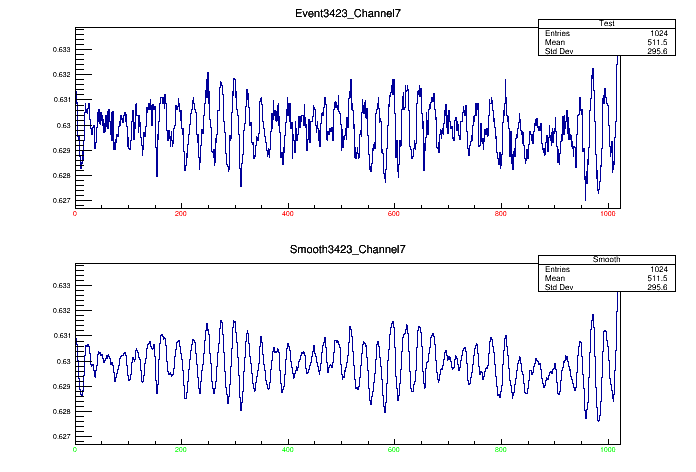 Event3423_Channel7
Test
Entries 1024
Mean 511.5
Std Dev 295.6
0.633
0.632
0.631
0.63
0.629
0.628
0.627
0 200 400 600 800 1000
Smooth3423_Channel7
Smooth
Entries 1024
Mean 511.5
Std Dev 295.6
0.633
0.632
0.631
0.63
0.629
0.628
0.627
0 200 400 600 800 1000